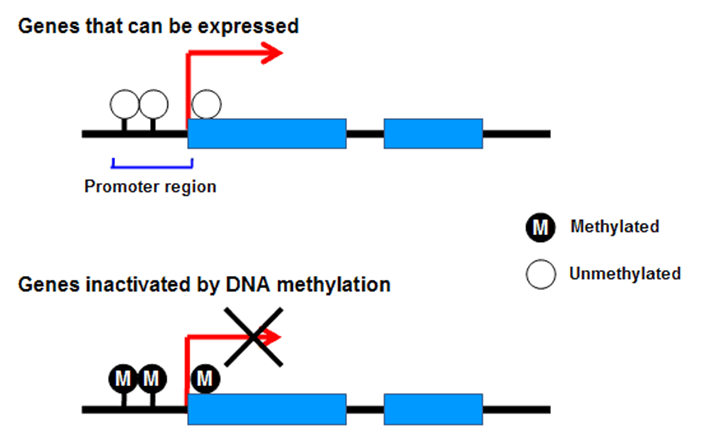 Genes that can be expressed
Promoter region
M Methylated
Unmethylated
Genes inactivated by DNA methylation
M M M